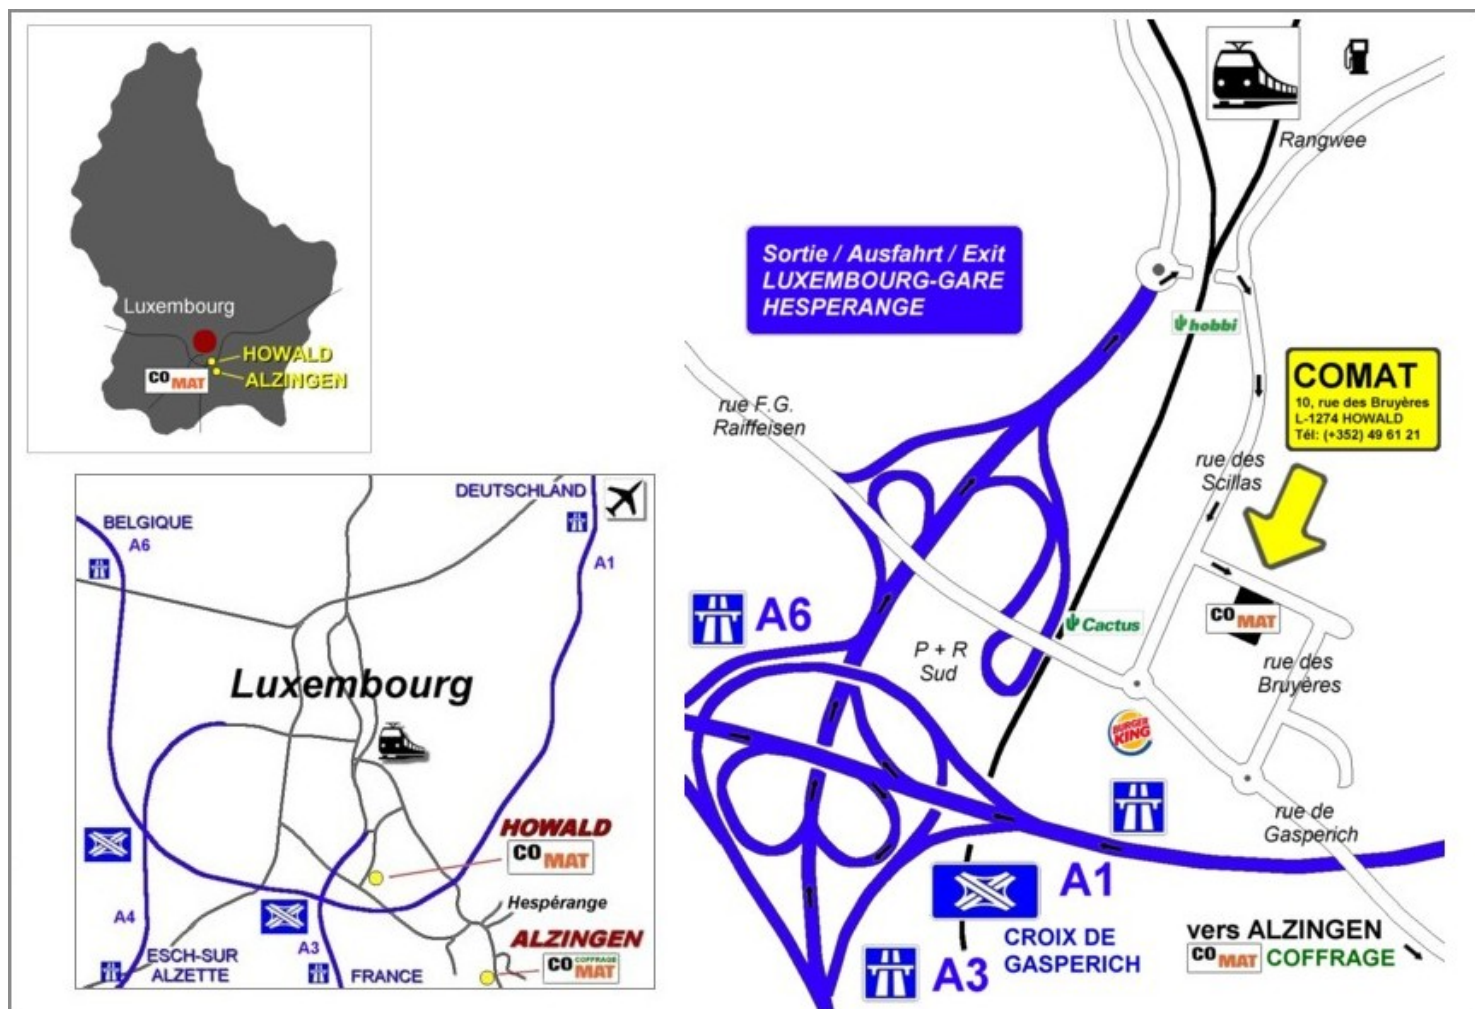 Luxembourg
HOWALD
ALZINGEN
CO MAT
DEUTSCHLAND
BELGIQUE
A6
A1
Luxembourg
HOWALD
CO MAT
Hespérange
ALZINGEN
CO COFFRAGE MAT
A4
A3
ESCH-SUR
ALZETTE
FRANCE
Rangwee
Sortie / Ausfahrt / Exit
LUXEMBOURG-GARE
HESPERANGE
hobbi
COMAT
10, rue des Bruyères
L-1274 HOWALD
Tél: (+352) 49 61 21
rue F.G.
Raiffeisen
rue des
Scillas
A6
Cactus
CO MAT
P + R
Sud
rue des
Bruyères
BURGER
KING
rue de
Gasperich
A1
CROIX DE
GASPERICH
A3
vers ALZINGEN
CO MAT COFFRAGE